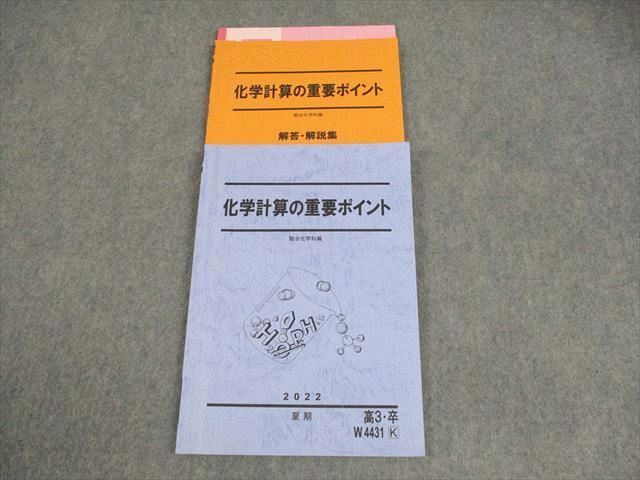 化学計算の重要ポイント
駿台化学科編
解答・解説集
化学計算の重要ポイント
駿台化学科編
2022
夏期
高3・卒
W4431 K